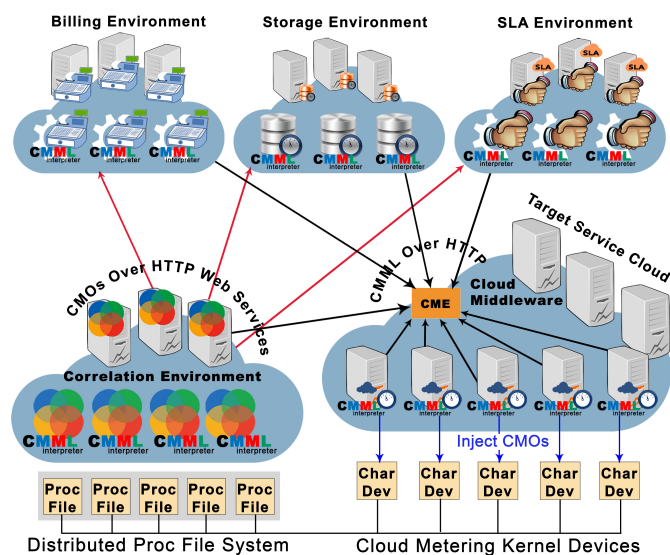 Billing Environment
Storage Environment
SLA Environment
SLA
SLA
SLA
CMML
interpreter
CMML
interpreter
CMML
interpreter
CMML
interpreter
CMML
interpreter
CMML
interpreter
CMML
interpreter
CMML
interpreter
CMML
interpreter
CMOs Over HTTP Web Services
CMML Over HTTP
Target Service Cloud
Cloud
Middleware
CME
Correlation Environment
CMML
interpreter
CMML
interpreter
CMML
interpreter
CMML
interpreter
CMML
interpreter
CMML
interpreter
CMML
interpreter
CMML
interpreter
CMML
interpreter
Inject CMOs
Proc
File
Proc
File
Proc
File
Proc
File
Proc
File
Char
Dev
Char
Dev
Char
Dev
Char
Dev
Char
Dev
Distributed Proc File System
Cloud Metering Kernel Devices